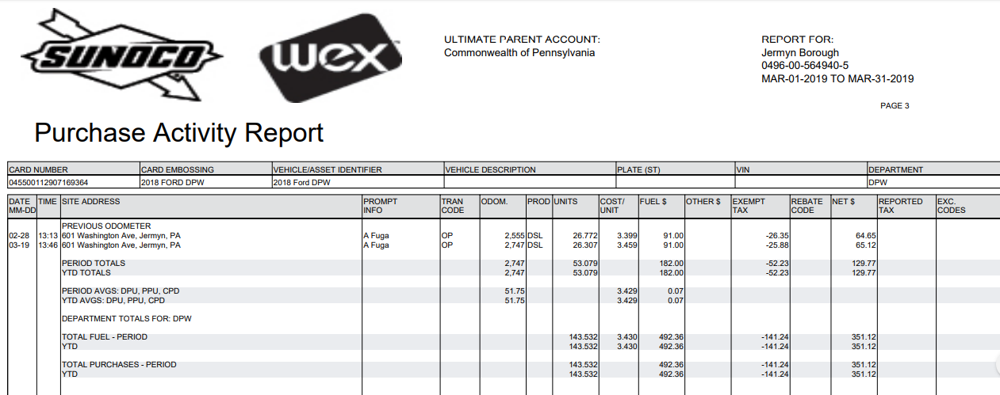 SUNOCO
wex
ULTIMATE PARENT ACCOUNT:
Commonwealth of Pennsylvania
REPORT FOR:
Jermyn Borough
0496-00-564940-5
MAR-01-2019 TO MAR-31-2019
PAGE 3
Purchase Activity Report
CARD NUMBER CARD EMBOSSING VEHICLE/ASSET IDENTIFIER VEHICLE DESCRIPTION PLATE (ST) VIN DEPARTMENT
045500112907169364 2018 FORD DPW 2018 Ford DPW DPW
DATE TIME SITE ADDRESS PROMPT TRAN ODOM. PROD UNITS COST/ FUEL $ OTHER $ EXEMPT REBATE NET $ REPORTED EXC.
MM-DD INFO CODE UNIT TAX CODE TAX CODES
PREVIOUS ODOMETER
02-28 13:13 601 Washington Ave, Jermyn, PA A Fuga OP 2,555 DSL 26.772 3.399 91.00 -26.35 64.65
03-19 13:46 601 Washington Ave, Jermyn, PA A Fuga OP 2,747 DSL 26.307 3.459 91.00 -25.88 65.12
PERIOD TOTALS 2,747 53.079 182.00 -52.23 129.77
YTD TOTALS 2,747 53.079 182.00 -52.23 129.77
PERIOD AVGS: DPU, PPU, CPD 51.75 3.429 0.07
YTD AVGS: DPU, PPU, CPD 51.75 3.429 0.07
DEPARTMENT TOTALS FOR: DPW
TOTAL FUEL - PERIOD 143.532 3.430 492.36 -141.24 351.12
YTD 143.532 3.430 492.36 -141.24 351.12
TOTAL PURCHASES - PERIOD 143.532 492.36 -141.24 351.12
YTD 143.532 492.36 -141.24 351.12